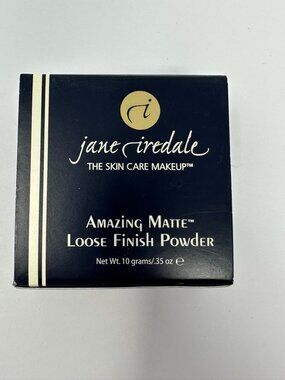 jane iredale
THE SKIN CARE MAKEUP™
AMAZING MATTE™
LOOSE FINISH POWDER
Net Wt. 10 grams/.35 oz ℮